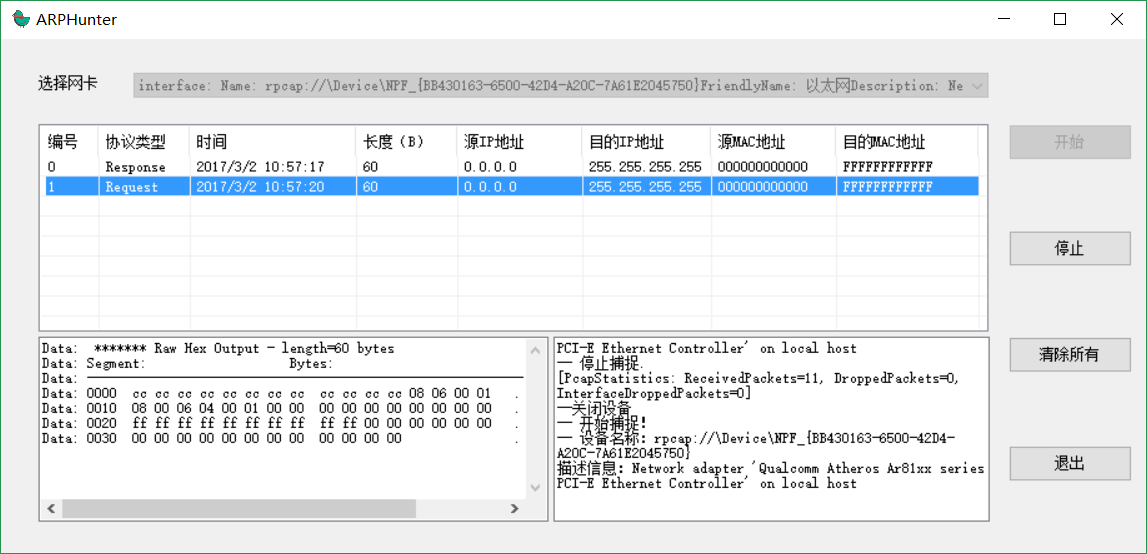 ARPHunter
选择网卡 interface: Name: rpcap://\Device\NPF_{BB430163-6500-42D4-A20C-7A61E2045750}FriendlyName: 以太网Description: Ne
编号 协议类型 时间 长度（B） 源IP地址 目的IP地址 源MAC地址 目的MAC地址
0 Response 2017/3/2 10:57:17 60 0.0.0.0 255.255.255.255 000000000000 FFFFFFFFFFFF
1 Request 2017/3/2 10:57:20 60 0.0.0.0 255.255.255.255 000000000000 FFFFFFFFFFFF
开始
停止
清除所有
退出
Data: ******* Raw Hex Output - length=60 bytes
Data: Segment: Bytes:
Data: 
Data: 0000 cc cc cc cc cc cc cc cc cc cc cc cc 08 06 00 01 .
Data: 0010 08 00 06 04 00 01 00 00 00 00 00 00 00 00 00 00 .
Data: 0020 ff ff ff ff ff ff ff ff ff ff 00 00 00 00 00 00 .
Data: 0030 00 00 00 00 00 00 00 00 00 00 00 00 .
PCI-E Ethernet Controller' on local host
— 停止捕捉.
[PcapStatistics: ReceivedPackets=11, DroppedPackets=0,
InterfaceDroppedPackets=0]
—关闭设备
— 开始捕捉!
— 设备名称: rpcap://\Device\NPF_{BB430163-6500-42D4-
A20C-7A61E2045750}
描述信息: Network adapter 'Qualcomm Atheros Ar81xx series
PCI-E Ethernet Controller' on local host